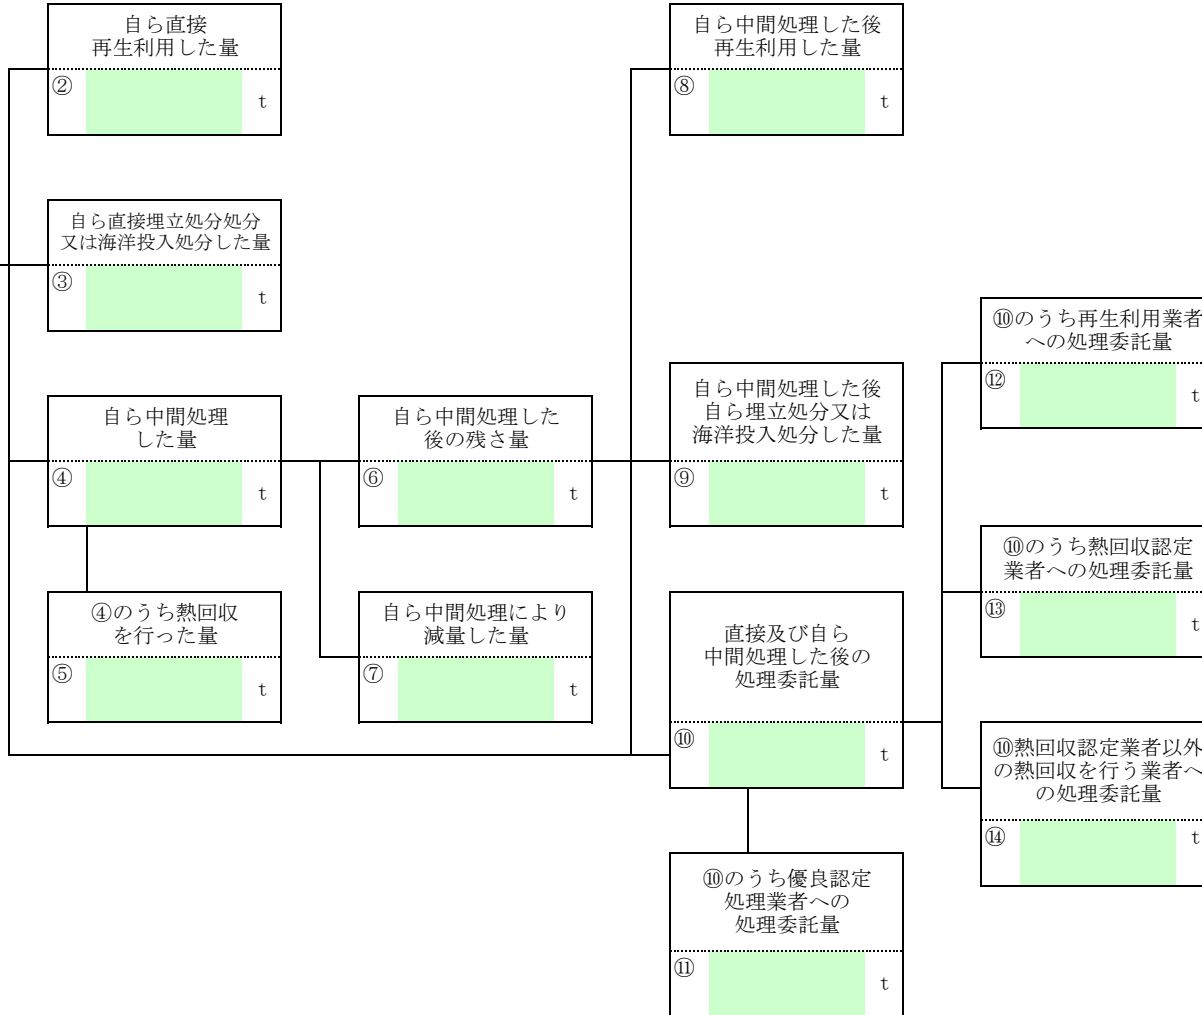 自ら直接
再生利用した量
②
t
自ら中間処理した後
再生利用した量
⑧
t
自ら直接埋立処分処分
又は海洋投入処分した量
③
t
⑩のうち再生利用業者
への処理委託量
⑫
t
自ら中間処理
した量
④
t
自ら中間処理した
後の残さ量
⑥
t
自ら中間処理した後
自ら埋立処分又は
海洋投入処分した量
⑨
t
⑩のうち熱回収認定
業者への処理委託量
⑬
t
④のうち熱回収
を行った量
⑤
t
自ら中間処理により
減量した量
⑦
t
直接及び自ら
中間処理した後の
処理委託量
⑩
t
⑩熱回収認定業者以外
の熱回収を行う業者へ
の処理委託量
⑭
t
⑩のうち優良認定
処理業者への
処理委託量
⑪
t